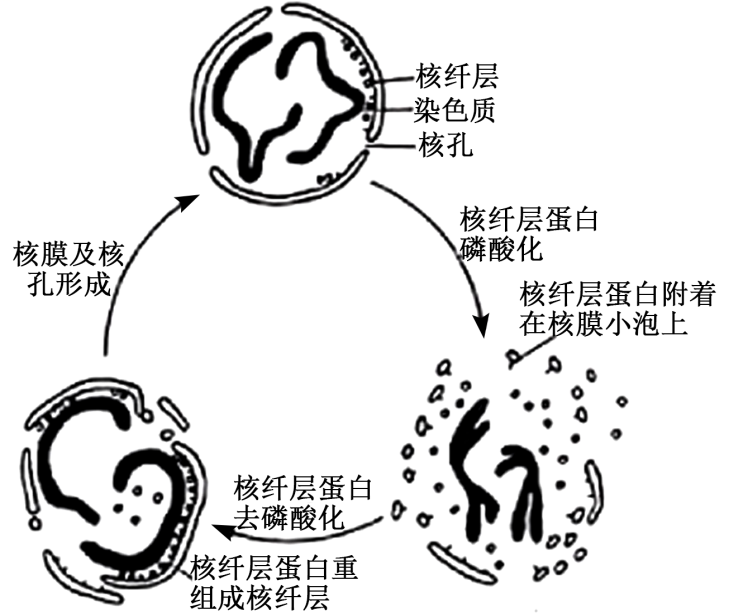 核纤层
染色质
核孔
核纤层蛋白
磷酸化
核膜及核
孔形成
核纤层蛋白附着
在核膜小泡上
核纤层蛋白
去磷酸化
核纤层蛋白重
组成核纤层